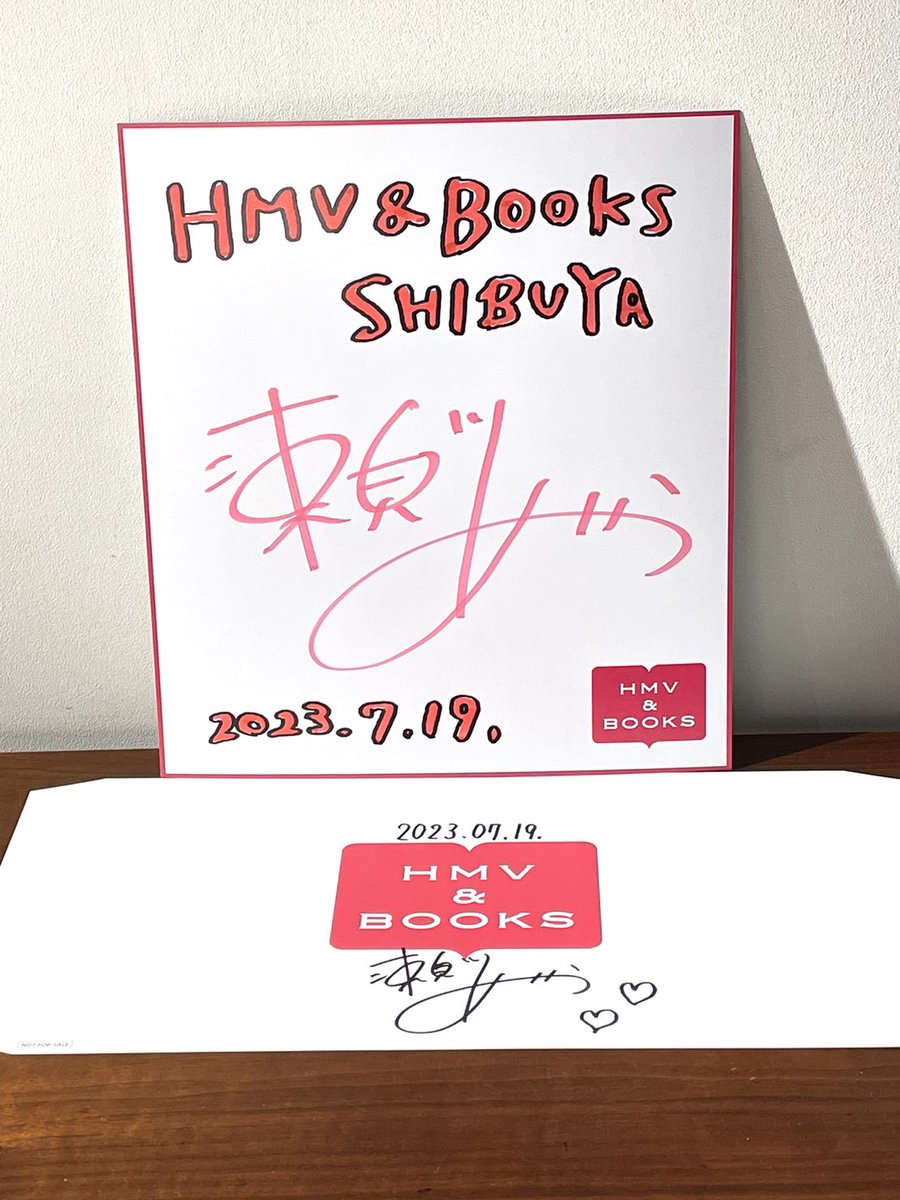 HMV & BOOKS
SHIBUYA
2023.7.19.
HMV
&
BOOKS
2023.07.19.
HMV
&
BOOKS
NOT FOR SALE